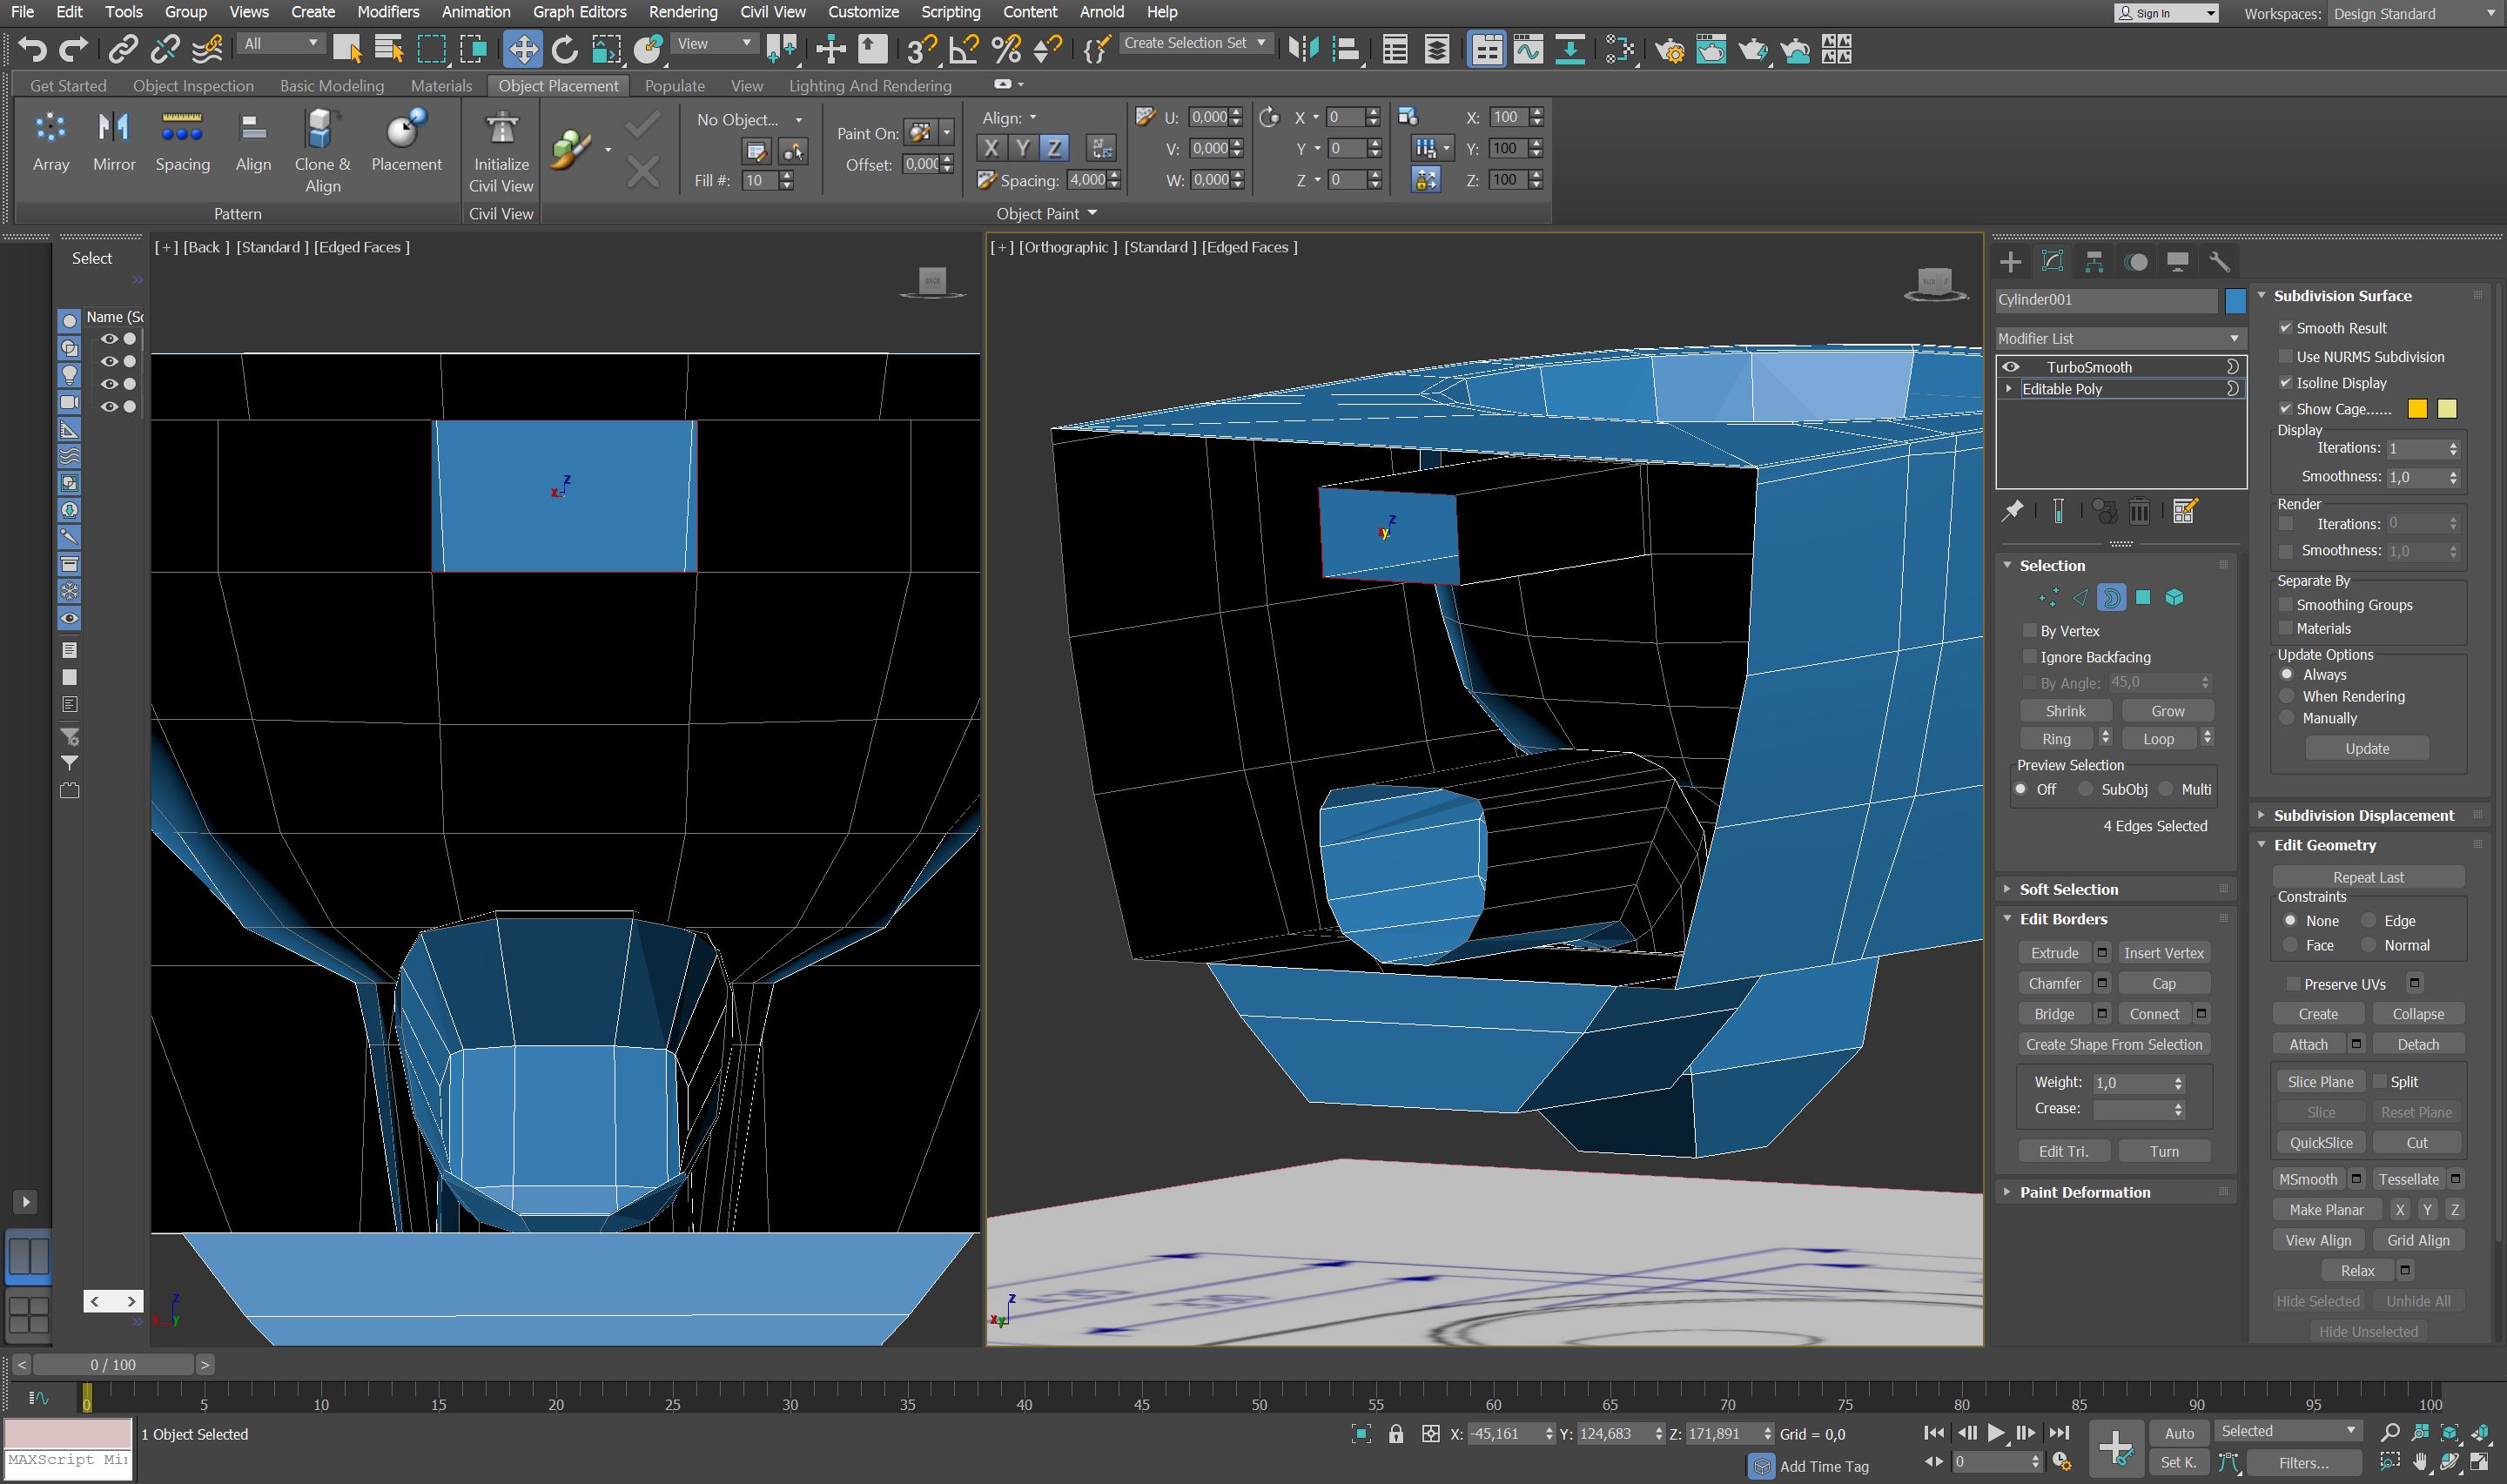 File Edit Tools Group Views Create Modifiers Animation Graph Editors Rendering Civil View Customize Scripting Content Arnold Help Sign In Workspaces: Design Standard
All View Create Selection Set
Get Started Object Inspection Basic Modeling Materials Object Placement Populate View Lighting And Rendering
Array Mirror Spacing Align Clone & Align Placement
Pattern
Initialize Civil View
Civil View
No Object...
Fill #: 10
Paint On:
Offset: 0,000
Align:
X Y Z
Spacing: 4,000
U: 0,000
V: 0,000
W: 0,000
X 0
Y 0
Z 0
X: 100
Y: 100
Z: 100
Object Paint
Select
Name (So
[+] [Back ] [Standard ] [Edged Faces ]
BACK
z
x
z
x y
[+] [Orthographic ] [Standard ] [Edged Faces ]
BACK
z
x y
z
x y
Cylinder001
Modifier List
TurboSmooth
Editable Poly
Selection
By Vertex
Ignore Backfacing
By Angle: 45,0
Shrink Grow
Ring Loop
Preview Selection
Off SubObj Multi
4 Edges Selected
Soft Selection
Edit Borders
Extrude Insert Vertex
Chamfer Cap
Bridge Connect
Create Shape From Selection
Weight: 1,0
Crease:
Edit Tri. Turn
Paint Deformation
Subdivision Surface
Smooth Result
Use NURMS Subdivision
Isoline Display
Show Cage......
Display
Iterations: 1
Smoothness: 1,0
Render
Iterations: 0
Smoothness: 1,0
Separate By
Smoothing Groups
Materials
Update Options
Always
When Rendering
Manually
Update
Subdivision Displacement
Edit Geometry
Repeat Last
Constraints
None Edge
Face Normal
Preserve UVs
Create Collapse
Attach Detach
Slice Plane Split
Slice Reset Plane
QuickSlice Cut
MSmooth Tessellate
Make Planar X Y Z
View Align Grid Align
Relax
Hide Selected Unhide All
Hide Unselected
< 0 / 100 >
0 5 10 15 20 25 30 35 40 45 50 55 60 65 70 75 80 85 90 95 100
1 Object Selected
MAXScript Mi
X: -45,161 Y: 124,683 Z: 171,891 Grid = 0,0
Add Time Tag
0
Auto Selected
Set K. Filters...